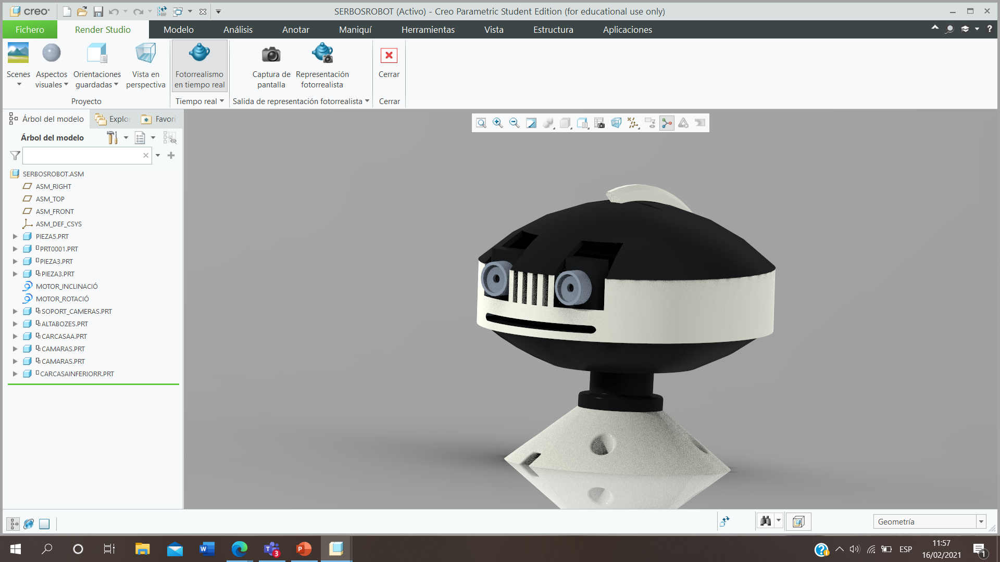 creo
SERBOSROBOT (Activo) - Creo Parametric Student Edition (for educational use only)
Fichero
Render Studio
Modelo
Análisis
Anotar
Maniquí
Herramientas
Vista
Estructura
Aplicaciones
Scenes
Aspectos
visuales
Orientaciones
guardadas
Vista en
perspectiva
Fotorrealismo
en tiempo real
Captura de
pantalla
Representación
fotorrealista
Cerrar
Proyecto
Tiempo real
Salida de representación fotorrealista
Cerrar
Árbol del modelo
Explo
Favori
Árbol del modelo
SERBOSROBOT.ASM
ASM_RIGHT
ASM_TOP
ASM_FRONT
ASM_DEF_CSYS
PIEZA5.PRT
PRT0001.PRT
PIEZA3.PRT
PIEZA3.PRT
MOTOR_INCLINACIÓ
MOTOR_ROTACIÓ
SOPORT_CAMERAS.PRT
ALTABOZES.PRT
CARCASAA.PRT
CAMARAS.PRT
CAMARAS.PRT
CARCASAINFERIORR.PRT
Geometría
3
ESP
11:57
16/02/2021
1